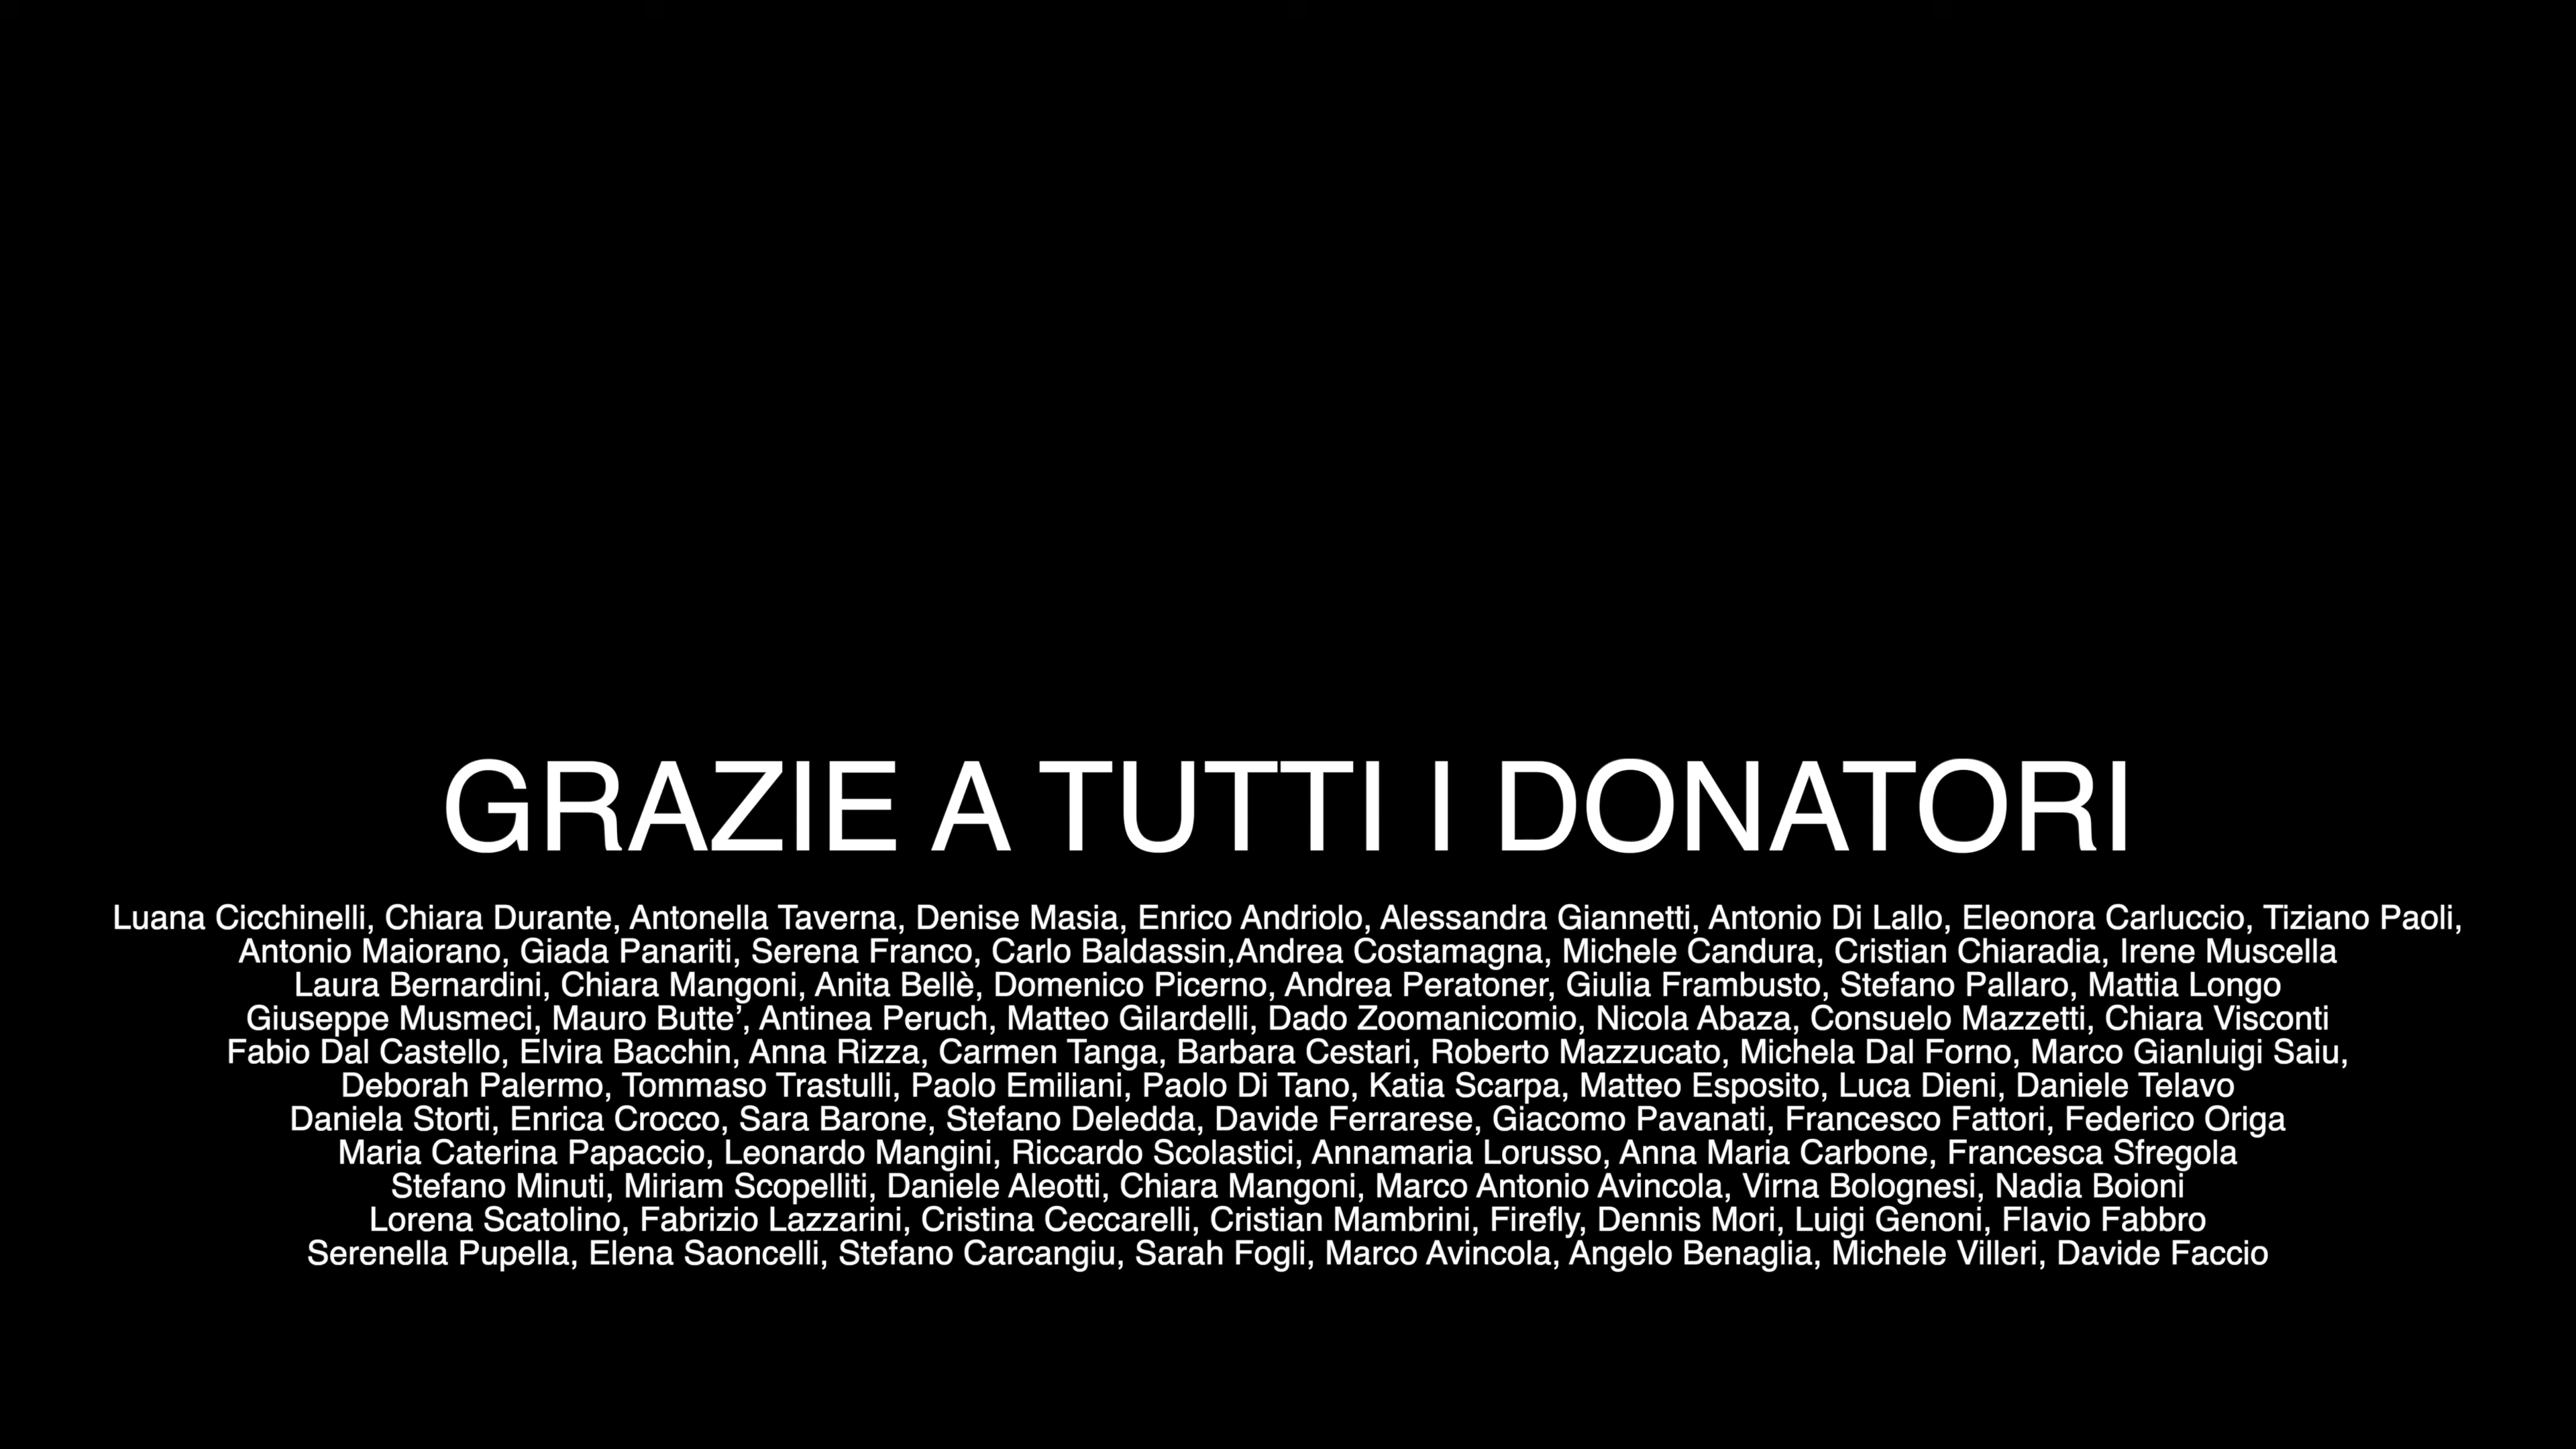 GRAZIE A TUTTI I DONATORI
Luana Cicchinelli, Chiara Durante, Antonella Taverna, Denise Masia, Enrico Andriolo, Alessandra Giannetti, Antonio Di Lallo, Eleonora Carluccio, Tiziano Paoli,
Antonio Maiorano, Giada Panariti, Serena Franco, Carlo Baldassin,Andrea Costamagna, Michele Candura, Cristian Chiaradia, Irene Muscella
Laura Bernardini, Chiara Mangoni, Anita Bellè, Domenico Picerno, Andrea Peratoner, Giulia Frambusto, Stefano Pallaro, Mattia Longo
Giuseppe Musmeci, Mauro Butte’, Antinea Peruch, Matteo Gilardelli, Dado Zoomanicomio, Nicola Abaza, Consuelo Mazzetti, Chiara Visconti
Fabio Dal Castello, Elvira Bacchin, Anna Rizza, Carmen Tanga, Barbara Cestari, Roberto Mazzucato, Michela Dal Forno, Marco Gianluigi Saiu,
Deborah Palermo, Tommaso Trastulli, Paolo Emiliani, Paolo Di Tano, Katia Scarpa, Matteo Esposito, Luca Dieni, Daniele Telavo
Daniela Storti, Enrica Crocco, Sara Barone, Stefano Deledda, Davide Ferrarese, Giacomo Pavanati, Francesco Fattori, Federico Origa
Maria Caterina Papaccio, Leonardo Mangini, Riccardo Scolastici, Annamaria Lorusso, Anna Maria Carbone, Francesca Sfregola
Stefano Minuti, Miriam Scopelliti, Daniele Aleotti, Chiara Mangoni, Marco Antonio Avincola, Virna Bolognesi, Nadia Boioni
Lorena Scatolino, Fabrizio Lazzarini, Cristina Ceccarelli, Cristian Mambrini, Firefly, Dennis Mori, Luigi Genoni, Flavio Fabbro
Serenella Pupella, Elena Saoncelli, Stefano Carcangiu, Sarah Fogli, Marco Avincola, Angelo Benaglia, Michele Villeri, Davide Faccio